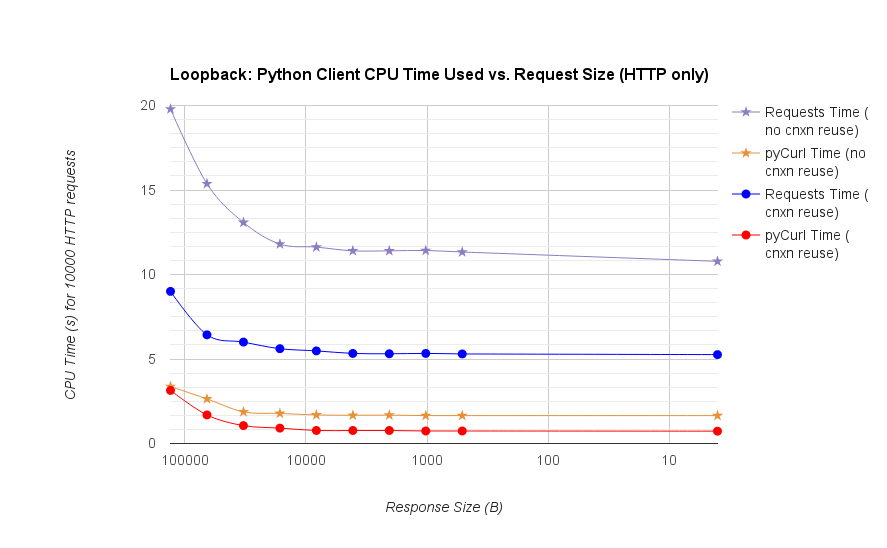 Loopback: Python Client CPU Time Used vs. Request Size (HTTP only)
CPU Time (s) for 10000 HTTP requests
20
15
10
5
0
100000
10000
1000
100
10
Response Size (B)
Requests Time (
no cnxn reuse)
pyCurl Time (no
cnxn reuse)
Requests Time (
cnxn reuse)
pyCurl Time (
cnxn reuse)